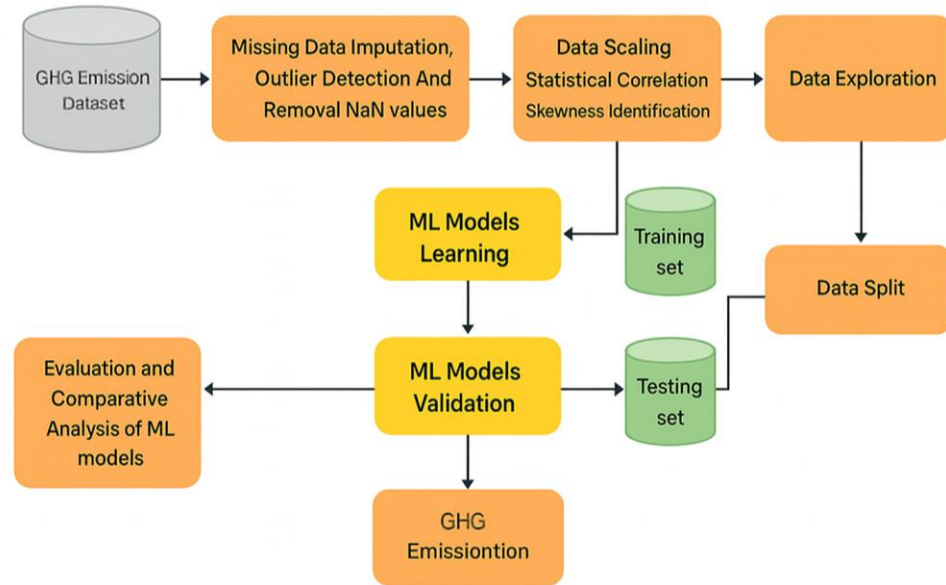 GHG Emission
Dataset
Missing Data Imputation,
Outlier Detection And
Removal NaN values
Data Scaling
Statistical Correlation
Skewness Identification
Data Exploration
ML Models
Learning
Training
set
Data Split
Evaluation and
Comparative
Analysis of ML
models
ML Models
Validation
Testing
set
GHG
Emissiontion